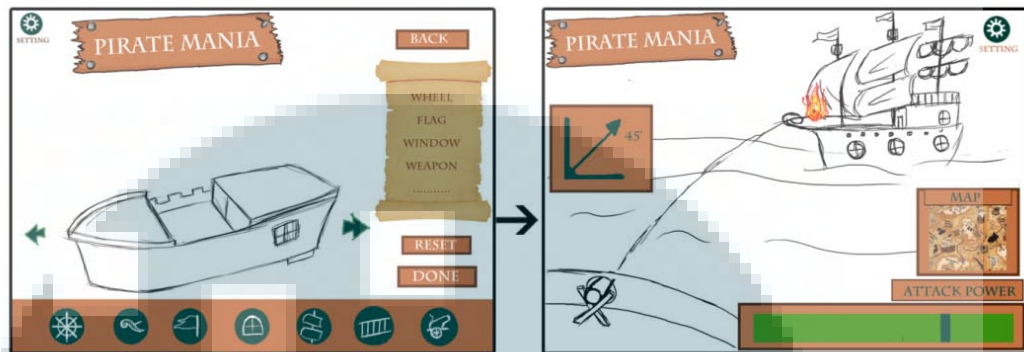 SETTING
PIRATE MANIA
BACK
WHEEL
FLAG
WINDOW
WEAPON
...........
RESET
DONE
PIRATE MANIA
SETTING
45'
MAP
ATTACK POWER